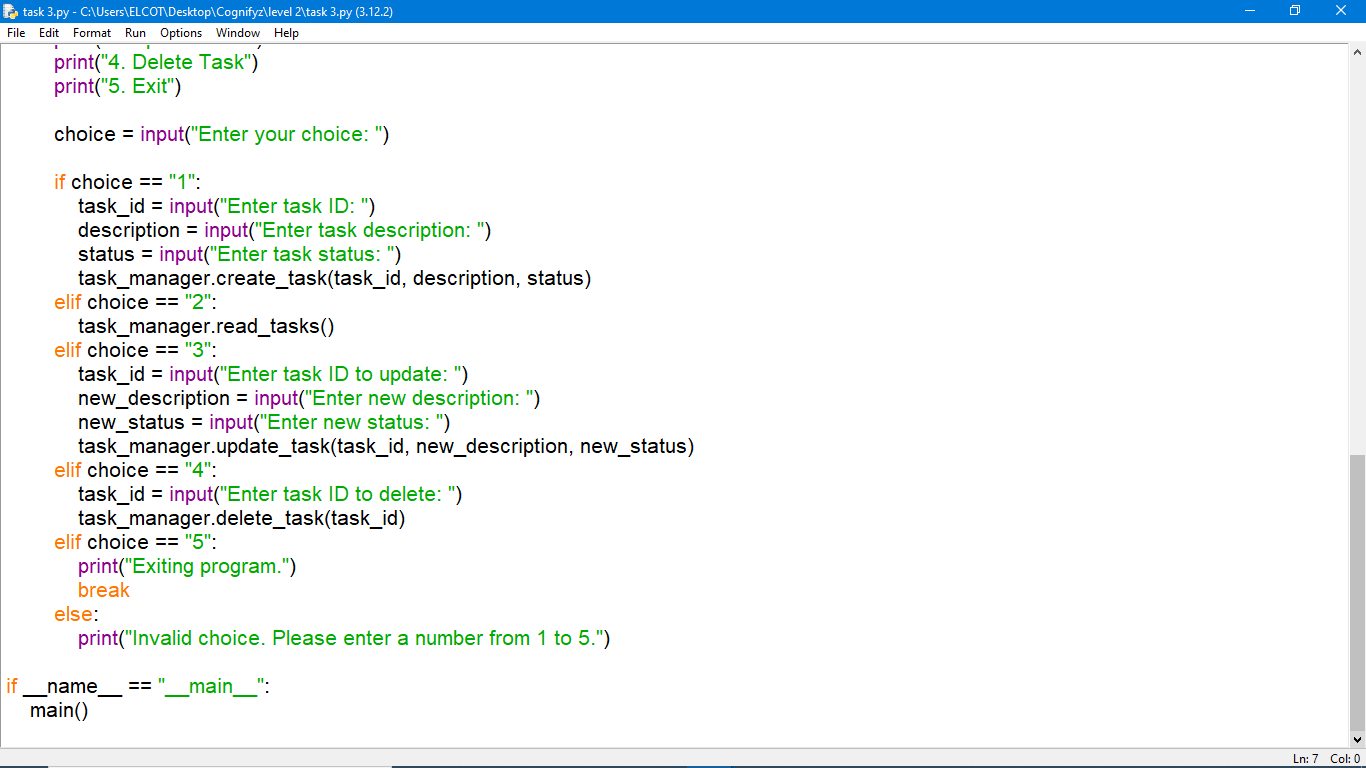 task 3.py - C:\Users\ELCOT\Desktop\Cognifyz\level 2\task 3.py (3.12.2)
File Edit Format Run Options Window Help
print("4. Delete Task")
print("5. Exit")
choice = input("Enter your choice: ")
if choice == "1":
task_id = input("Enter task ID: ")
description = input("Enter task description: ")
status = input("Enter task status: ")
task_manager.create_task(task_id, description, status)
elif choice == "2":
task_manager.read_tasks()
elif choice == "3":
task_id = input("Enter task ID to update: ")
new_description = input("Enter new description: ")
new_status = input("Enter new status: ")
task_manager.update_task(task_id, new_description, new_status)
elif choice == "4":
task_id = input("Enter task ID to delete: ")
task_manager.delete_task(task_id)
elif choice == "5":
print("Exiting program.")
break
else:
print("Invalid choice. Please enter a number from 1 to 5.")
if __name__ == "__main__":
main()
Ln: 7 Col: 0